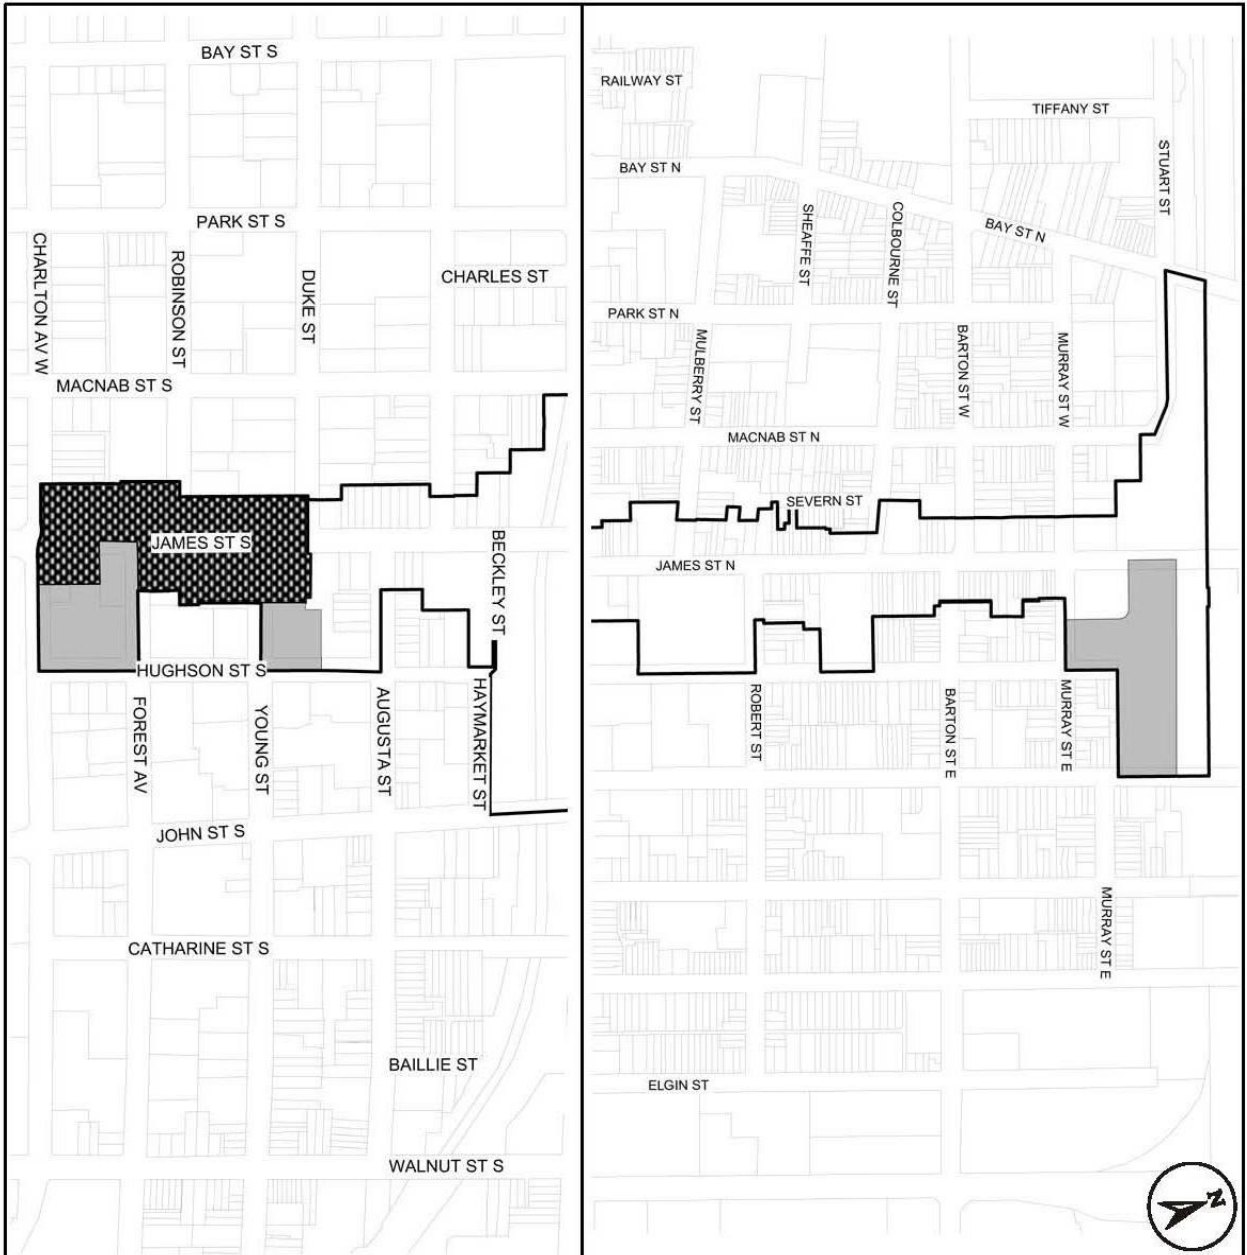 BAY ST S
PARK ST S
CHARLTON AV W
ROBINSON ST
DUKE ST
CHARLES ST
MACNAB ST S
JAMES ST S
BECKLEY ST
HUGHSON ST S
FOREST AV
YOUNG ST
AUGUSTA ST
HAYMARKET ST
JOHN ST S
CATHARINE ST S
BAILLIE ST
WALNUT ST S
RAILWAY ST
TIFFANY ST
STUART ST
BAY ST N
SHEAFFE ST
COLBOURNE ST
BAY ST N
PARK ST N
MULBERRY ST
BARTON ST W
MURRAY ST W
MACNAB ST N
SEVERN ST
JAMES ST N
ROBERT ST
BARTON ST E
MURRAY ST E
MURRAY ST E
ELGIN ST
N